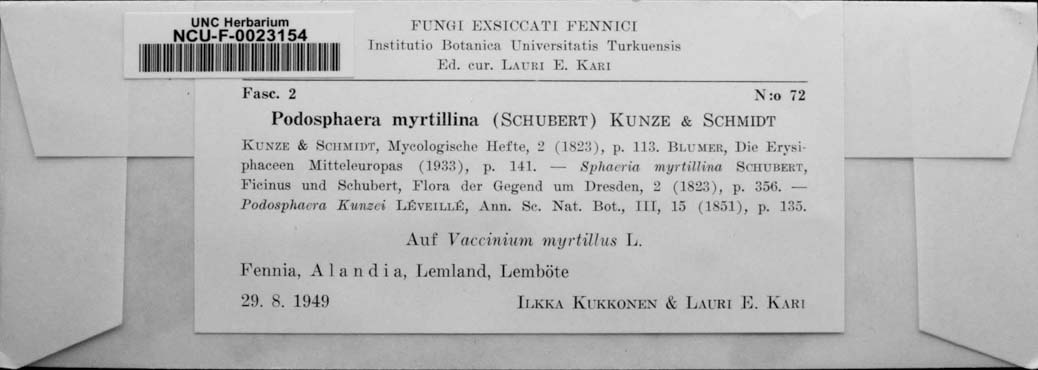 UNC Herbarium
NCU-F-0023154
FUNGI EXSICCATI FENNICI
Institutio Botanica Universitatis Turkuensis
Ed. cur. LAURI E. KARI
Fasc. 2 N:o 72
Podosphaera myrtillina (SCHUBERT) KUNZE & SCHMIDT
KUNZE & SCHMIDT, Mycologische Hefte, 2 (1823), p. 113. BLUMER, Die Erysi-
phaceen Mitteleuropas (1933), p. 141. — Sphaeria myrtillina SCHUBERT,
Ficinus und Schubert, Flora der Gegend um Dresden, 2 (1823), p. 356. —
Podosphaera Kunzei LÉVEILLÉ, Ann. Sc. Nat. Bot., III, 15 (1851), p. 135.
Auf Vaccinium myrtillus L.
Fennia, Alandia, Lemland, Lemböte
29. 8. 1949 ILKKA KUKKONEN & LAURI E. KARI